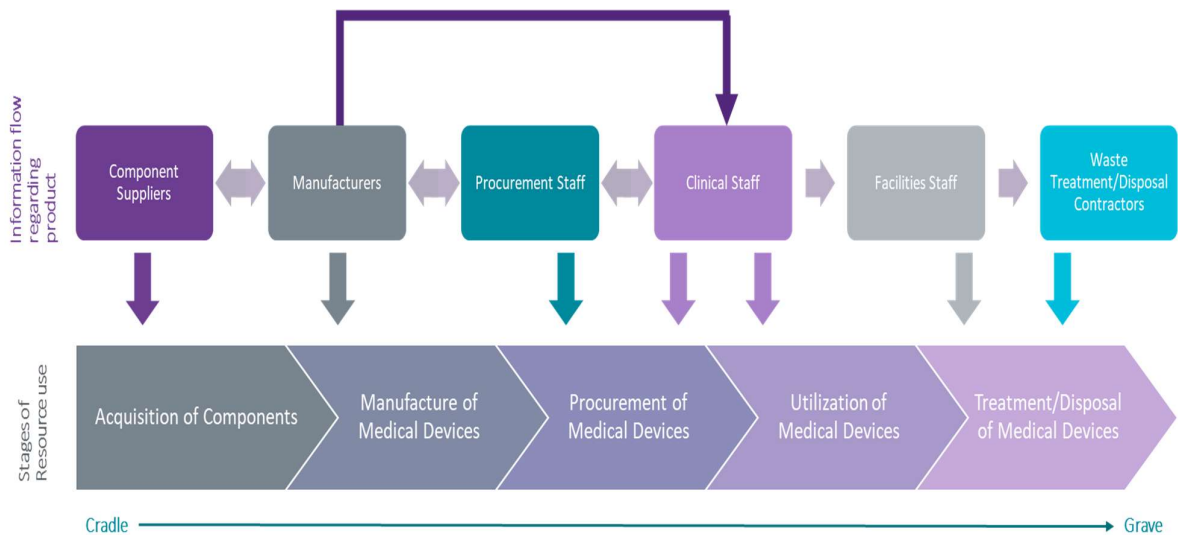 Information flow
regarding
product
Component
Suppliers
Manufacturers
Procurement Staff
Clinical Staff
Facilities Staff
Waste
Treatment/Disposal
Contractors
Stages of
Resource use
Acquisition of Components
Manufacture of
Medical Devices
Procurement of
Medical Devices
Utilization of
Medical Devices
Treatment/Disposal
of Medical Devices
Cradle
Grave